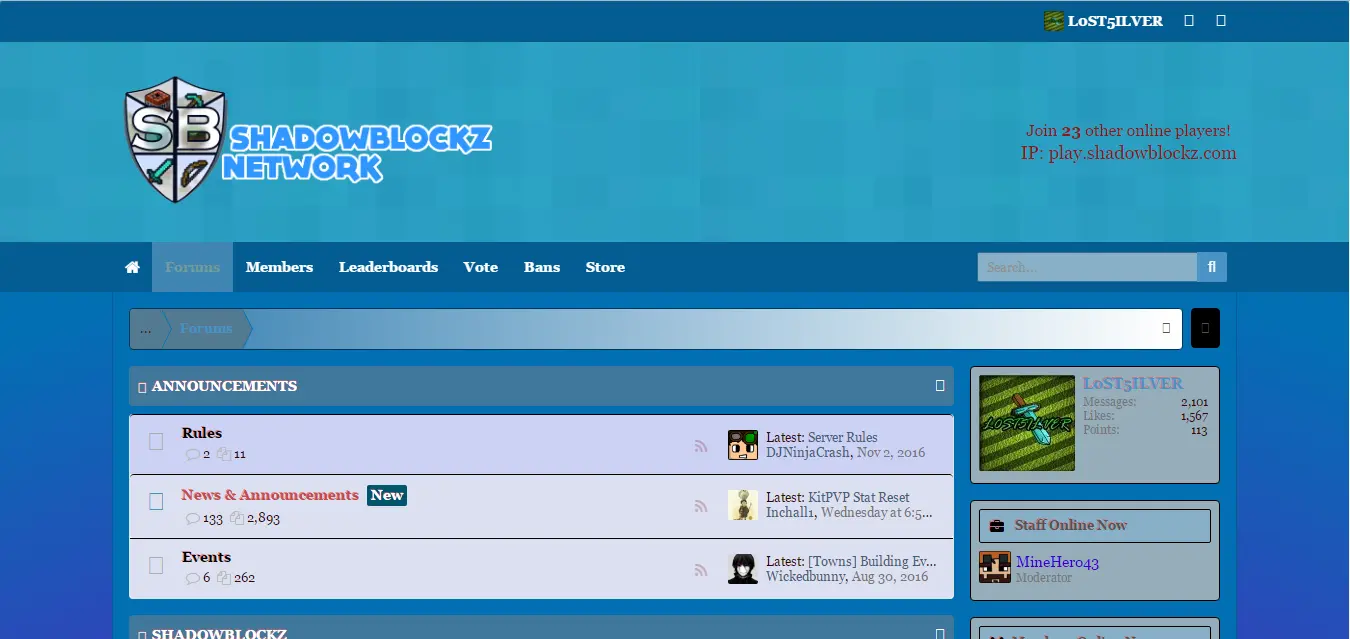 LoST5ILVER
SB SHADOWBLOCKZ
NETWORK
Join 23 other online players!
IP: play.shadowblockz.com
Forums Members Leaderboards Vote Bans Store Search...
... Forums
ANNOUNCEMENTS
LoST5ILVER
LOST5ILVER
Messages: 2,101
Likes: 1,567
Points: 113
Rules
2 11
Latest: Server Rules
DJNinjaCrash, Nov 2, 2016
News & Announcements New
133 2,893
Latest: KitPVP Stat Reset
Inchall1, Wednesday at 6:5...
Events
6 262
Latest: [Towns] Building Ev...
Wickedbunny, Aug 30, 2016
Staff Online Now
MineHero43
Moderator
SHADOWBLOCKZ